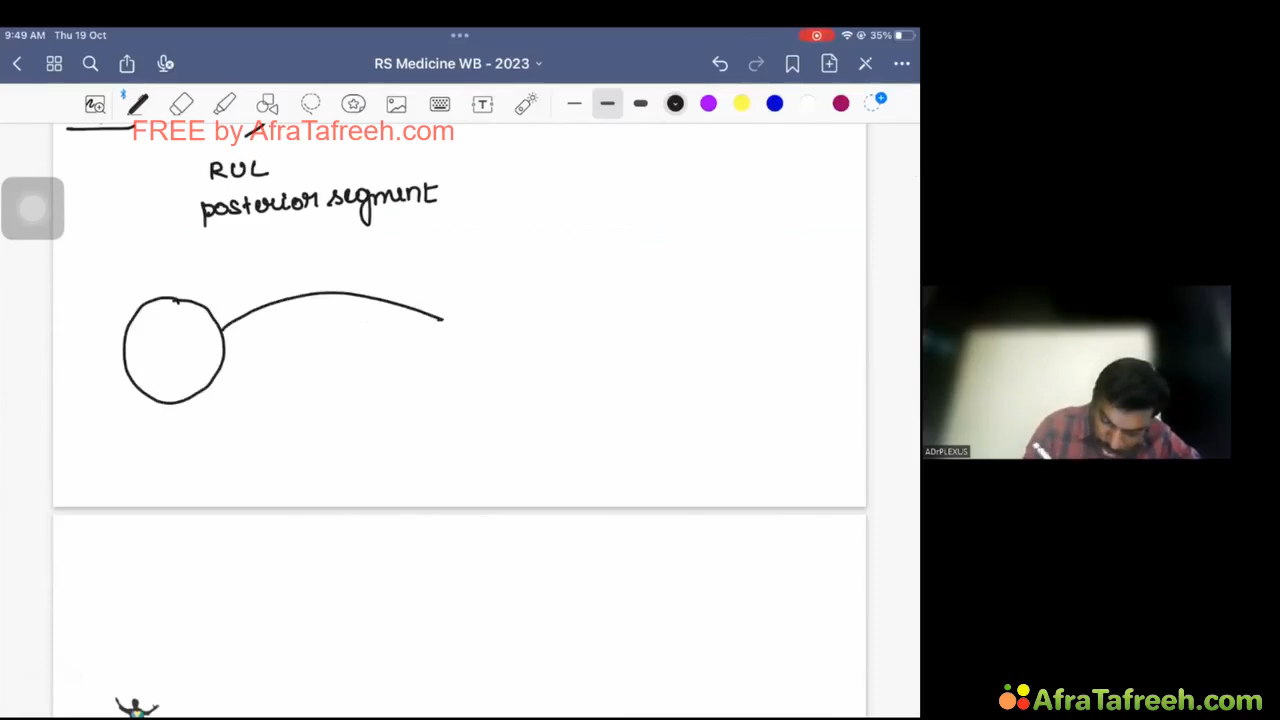 9:49 AM Thu 19 Oct
35%
RS Medicine WB - 2023
T
FREE by AfraTafreeh.com
RUL
posterior segment
ADrPLEXUS
AfraTafreeh.com